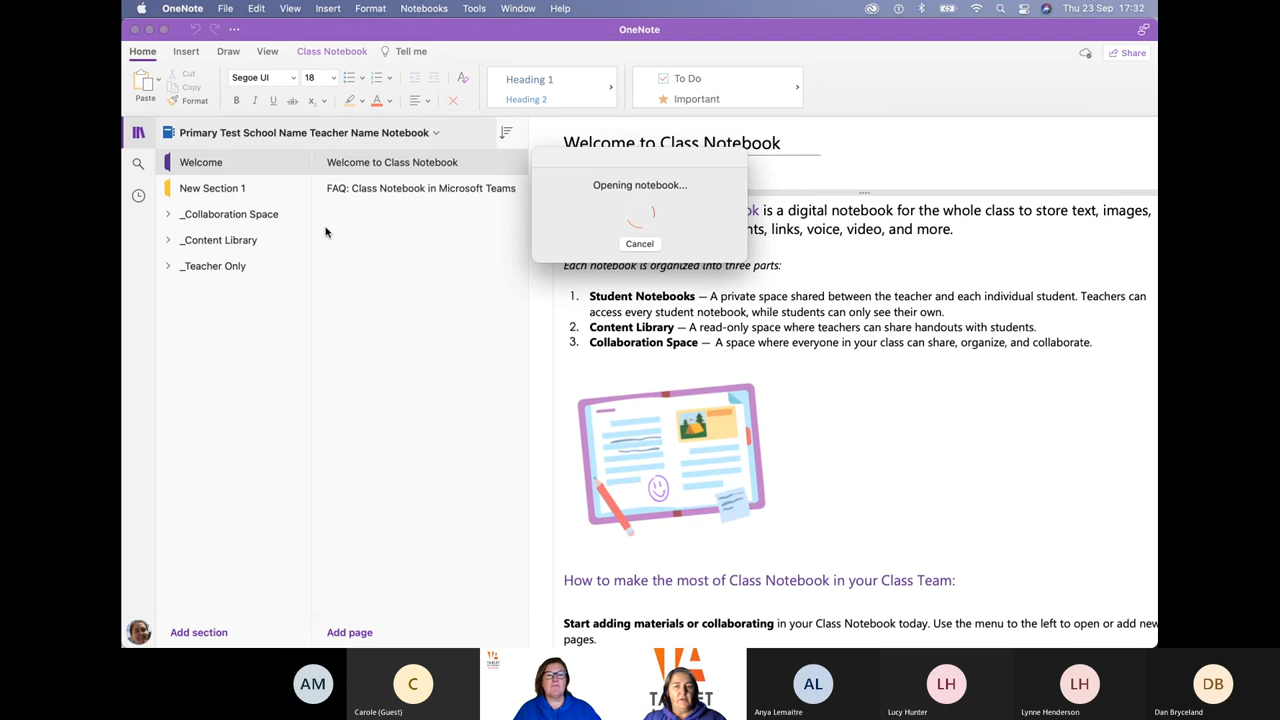 OneNote File Edit View Insert Format Notebooks Tools Window Help Thu 23 Sep 17:32
OneNote
Home Insert Draw View Class Notebook Tell me Share
Paste Cut Copy Format
Segoe UI 18
B I U ab x A
Heading 1
Heading 2
To Do
Important
Primary Test School Name Teacher Name Notebook
Welcome
New Section 1
_Collaboration Space
_Content Library
_Teacher Only
Welcome to Class Notebook
FAQ: Class Notebook in Microsoft Teams
Add section
Add page
Welcome to Class Notebook
Opening notebook...
Cancel
is a digital notebook for the whole class to store text, images,
links, voice, video, and more.
Each notebook is organized into three parts:
1. Student Notebooks — A private space shared between the teacher and each individual student. Teachers can
access every student notebook, while students can only see their own.
2. Content Library — A read-only space where teachers can share handouts with students.
3. Collaboration Space — A space where everyone in your class can share, organize, and collaborate.
How to make the most of Class Notebook in your Class Team:
Start adding materials or collaborating in your Class Notebook today. Use the menu to the left to open or add new
pages.
AM
C
Carole (Guest)
TABLET
AL
Anya Lemaitre
LH
Lucy Hunter
LH
Lynne Henderson
DB
Dan Bryceland